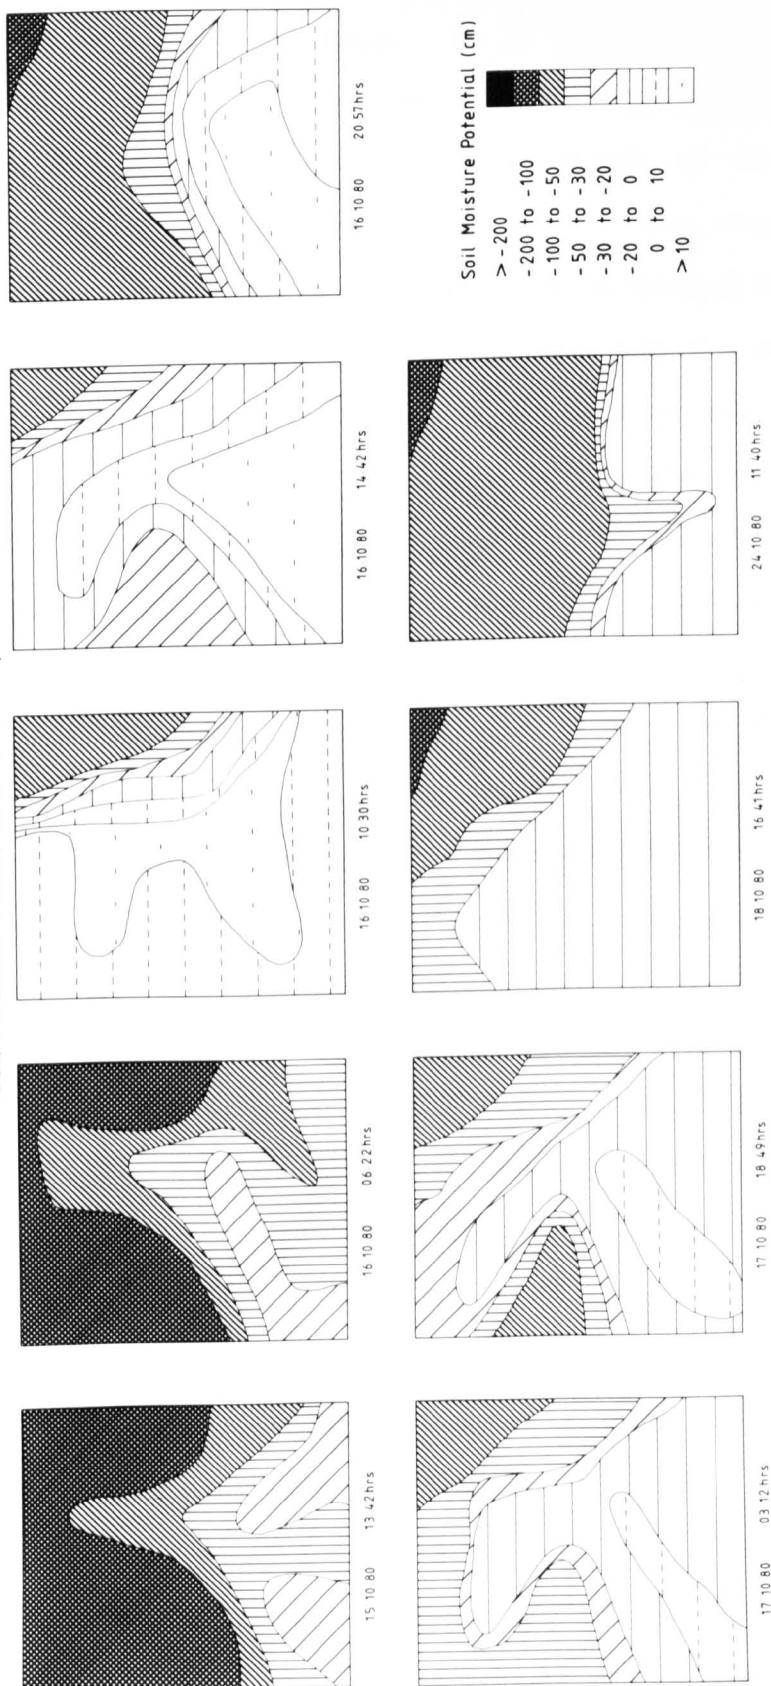 15 10 80 13 42 hrs
16 10 80 06 22 hrs
16 10 80 10 30 hrs
16 10 80 14 42 hrs
16 10 80 20 57 hrs
17 10 80 03 12 hrs
17 10 80 18 49 hrs
18 10 80 16 41 hrs
24 10 80 11 40 hrs.
Soil Moisture Potential (cm)
> -200
-200 to -100
-100 to -50
-50 to -30
-30 to -20
-20 to 0
0 to 10
>10